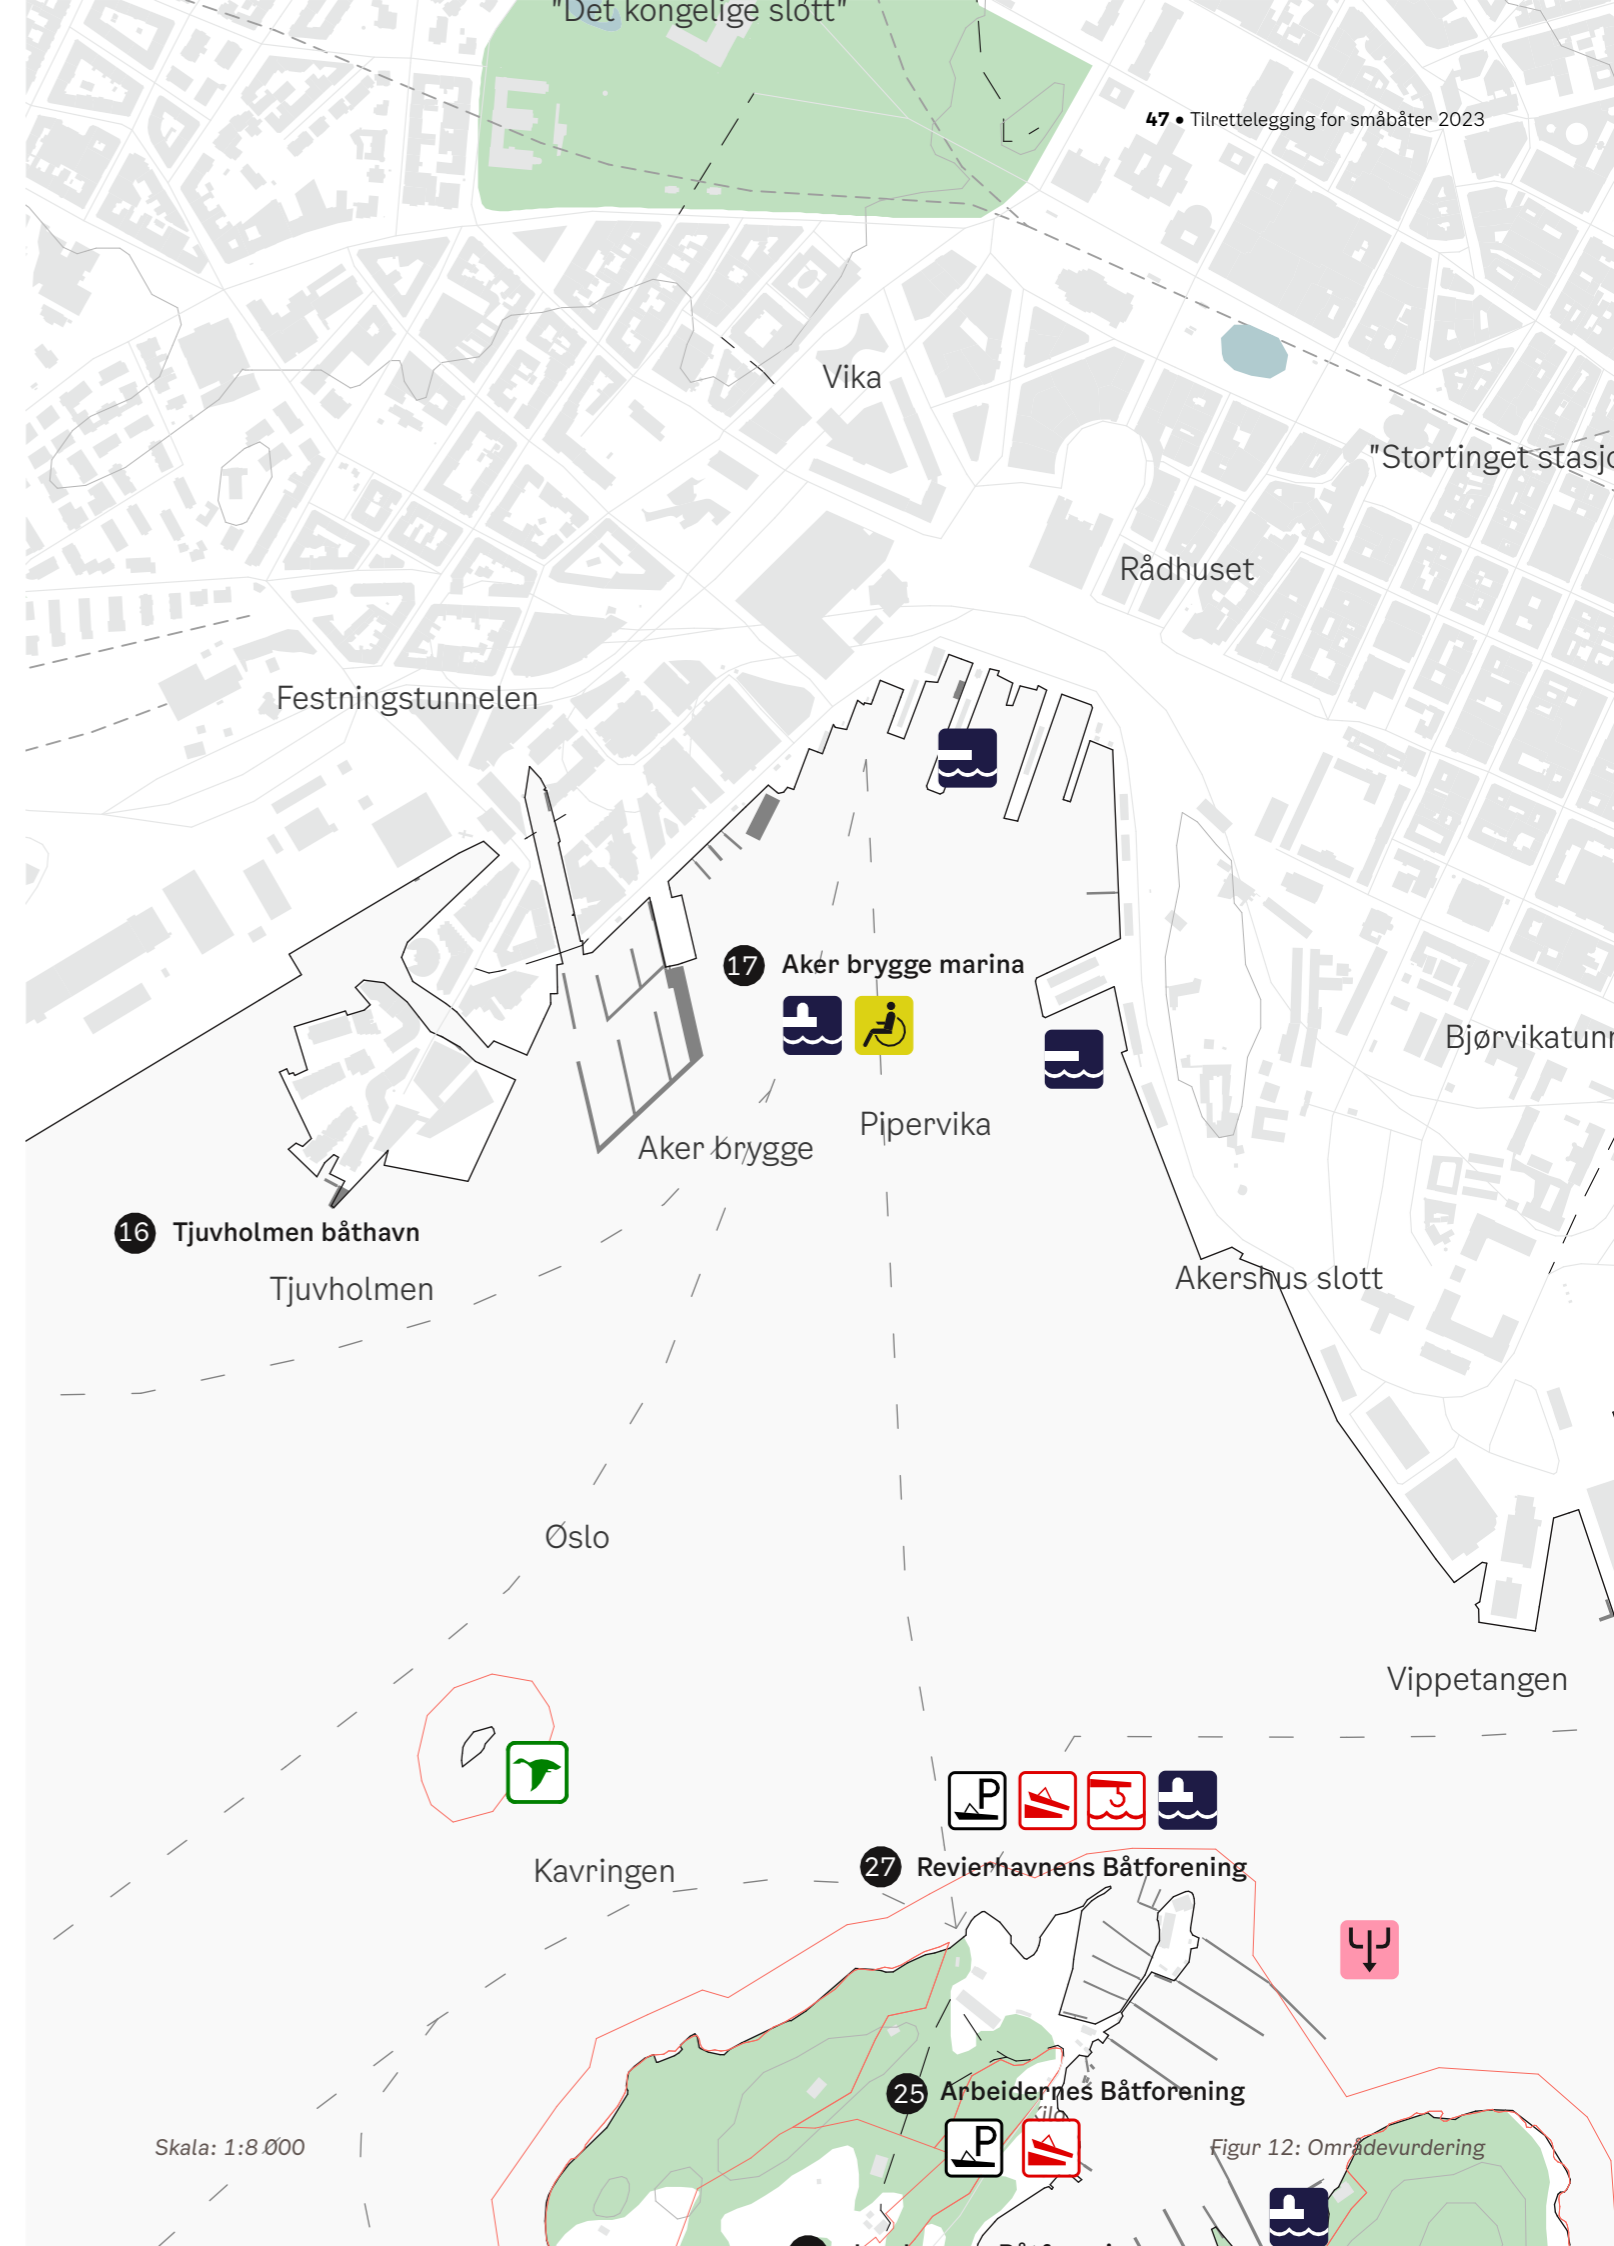 "Det kongelige slott"
47 • Tilrettelegging for småbåter 2023
Vika
"Stortinget
Rådhuset
Festningstunnelen
17 Aker brygge marina
Pipervika
Aker brygge
16 Tjuvholmen båthavn
Tjuvholmen
Akershus slott
Oslo
Vippetangen
P
Kavringen
27 Revierhavnens Båtforening
25 Arbeidernes Båtforening
P
Skala: 1:8 000
Figur 12: Områdevurdering